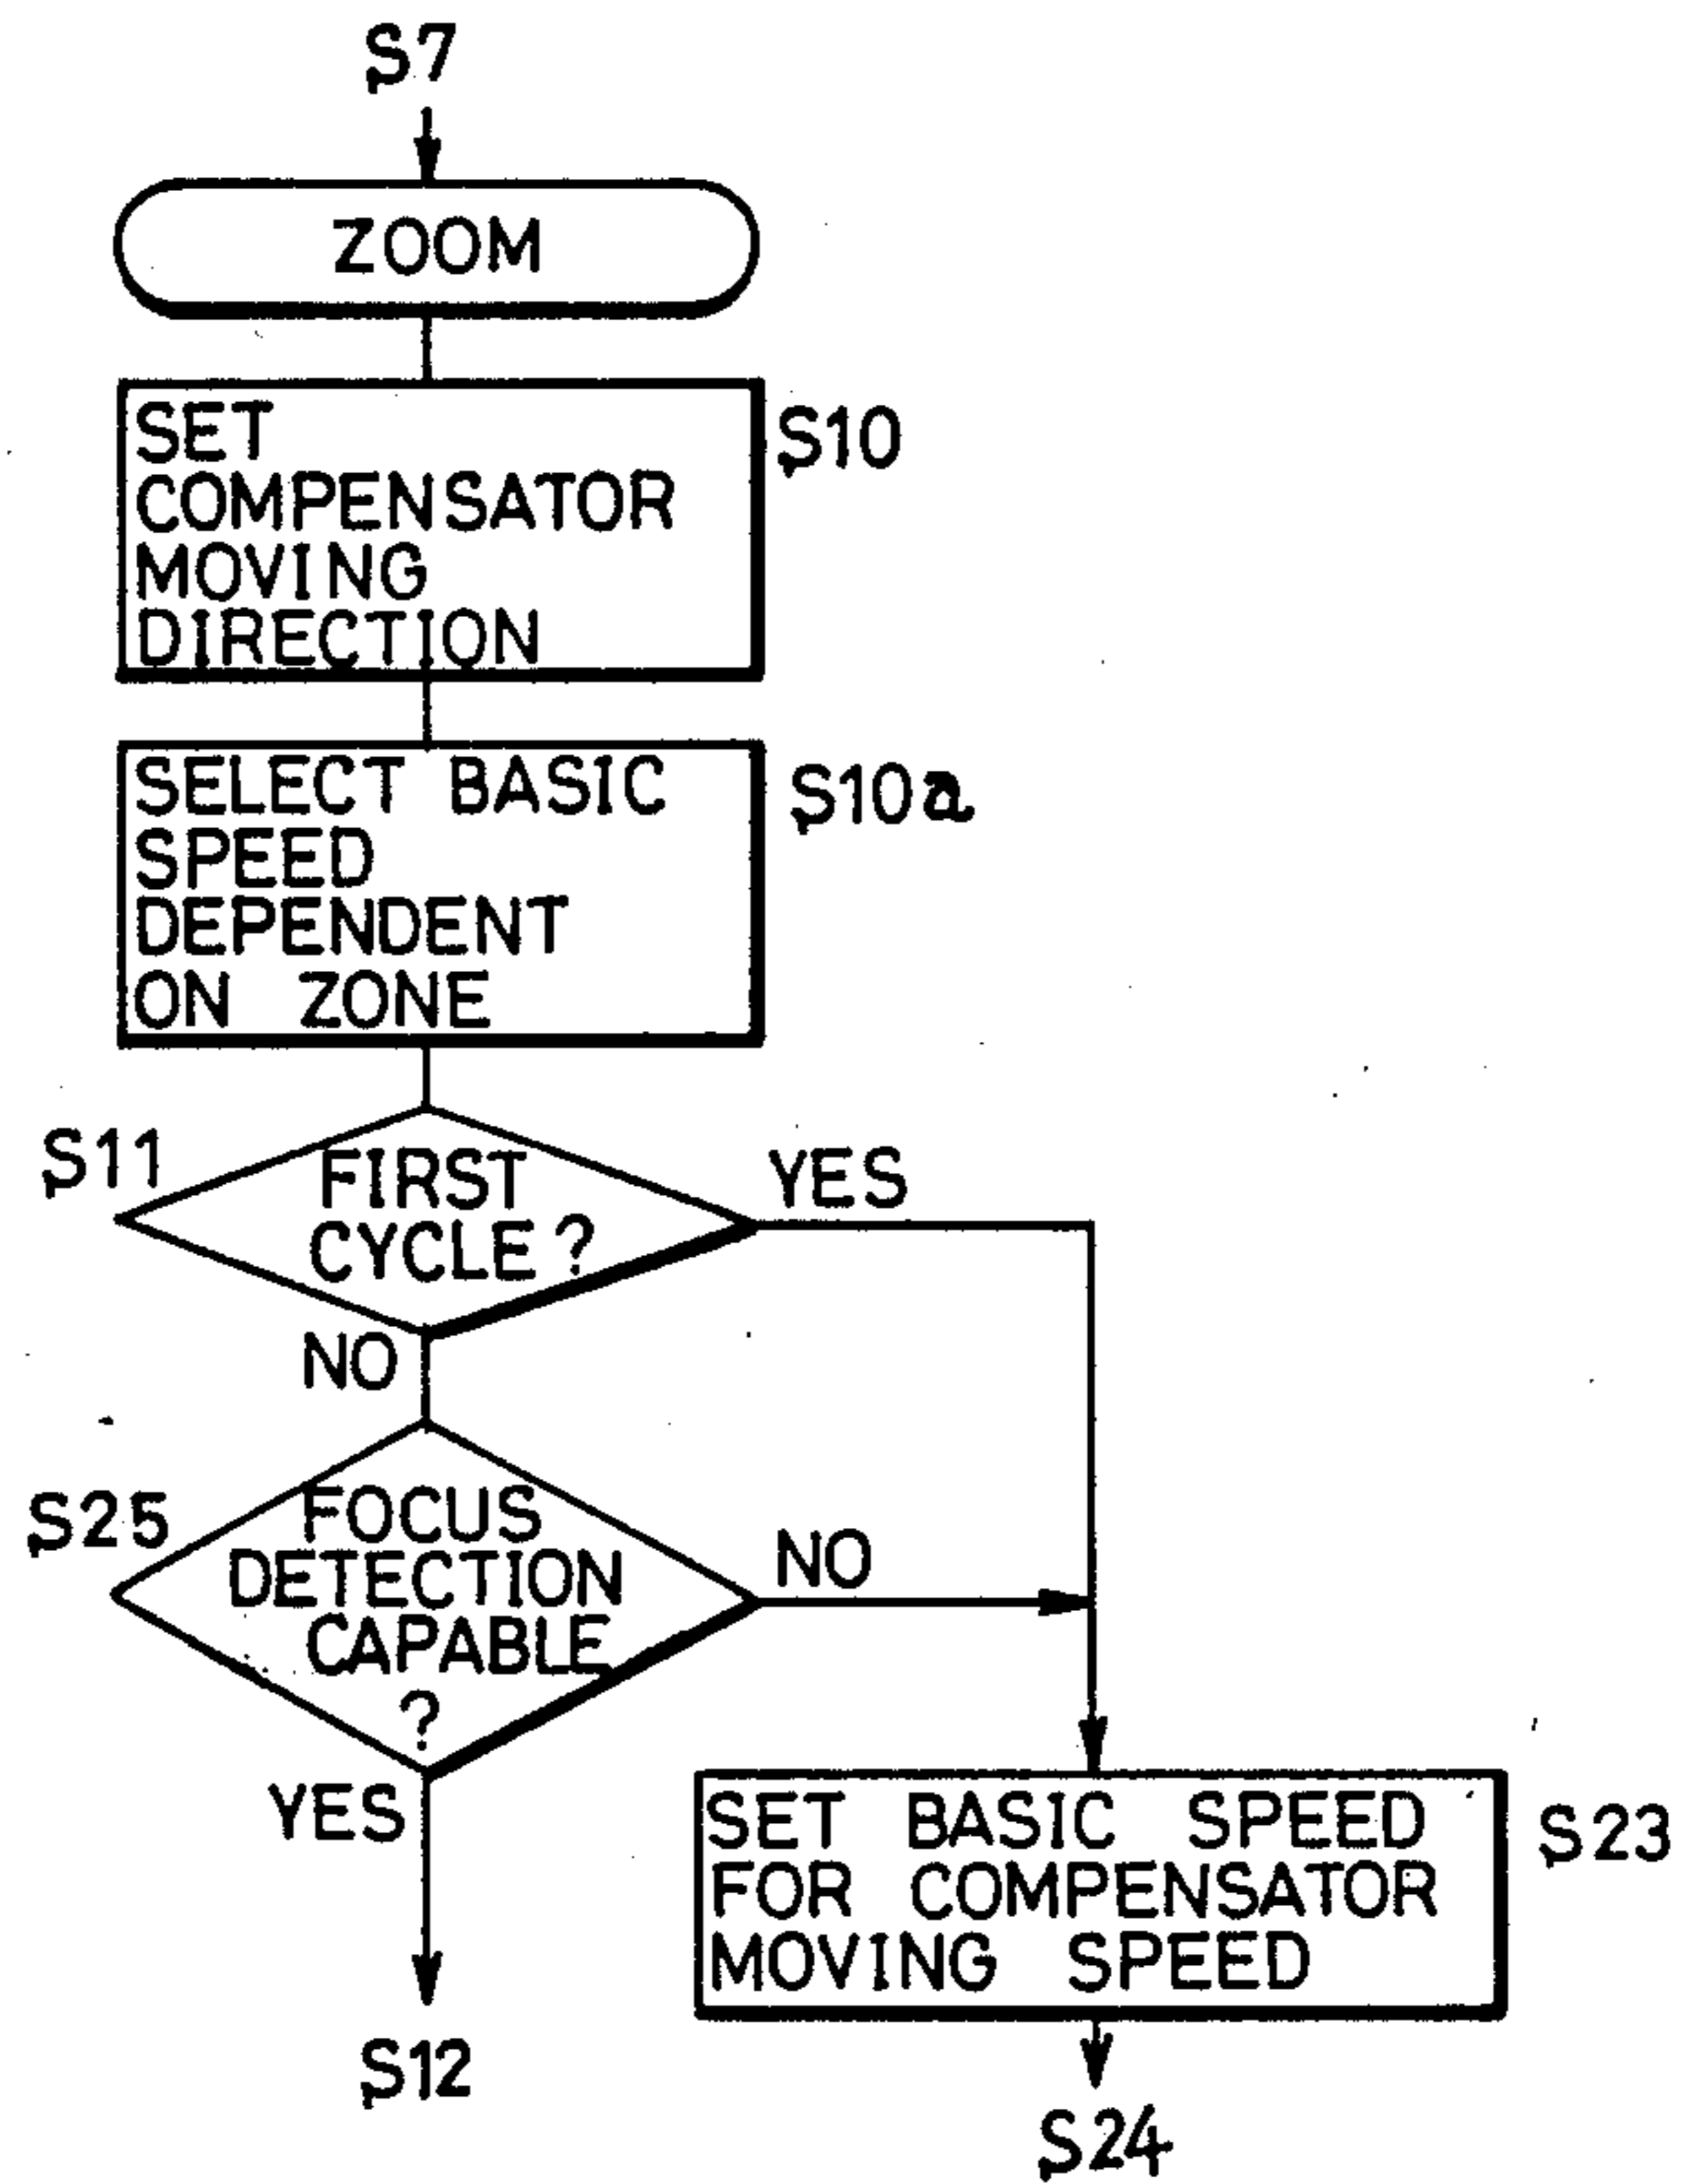 S7
ZOOM
SET
COMPENSATOR
MOVING
DIRECTION
S10
SELECT BASIC
SPEED
DEPENDENT
ON ZONE
S10a
S11
FIRST
CYCLE?
YES
NO
S25
FOCUS
DETECTION
CAPABLE
?
NO
YES
SET BASIC SPEED
FOR COMPENSATOR
MOVING SPEED
S23
S12
S24